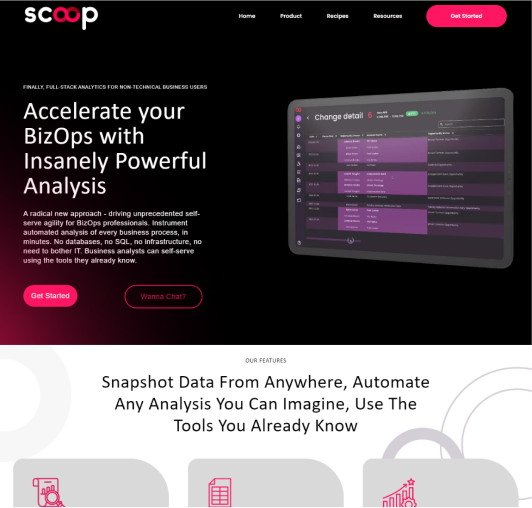 scoop
Home Product Recipes Resources Get Started
FINALLY, FULL-STACK ANALYTICS FOR NON-TECHNICAL BUSINESS USERS
Accelerate your
BizOps with
Insanely Powerful
Analysis
A radical new approach - driving unprecedented self-
serve agility for BizOps professionals. Instrument
automated analysis of every business process, in
minutes. No databases, no SQL, no infrastructure, no
need to bother IT. Business analysts can self-serve
using the tools they already know.
Get Started Wanna Chat?
Change detail
OUR FEATURES
Snapshot Data From Anywhere, Automate
Any Analysis You Can Imagine, Use The
Tools You Already Know